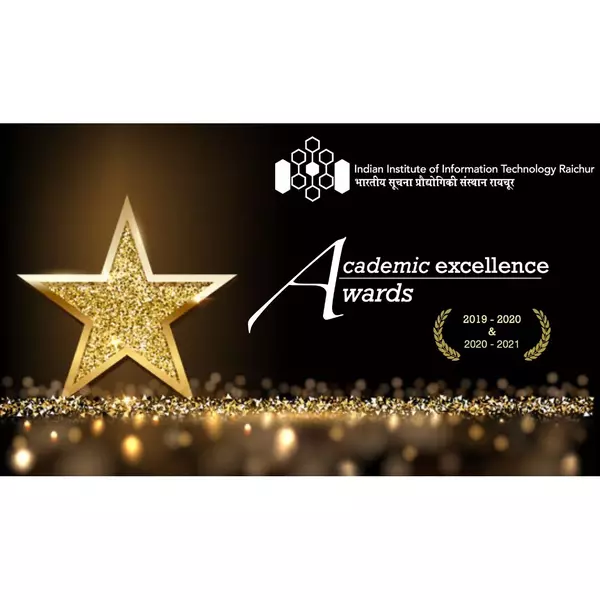 Indian Institute of Information Technology Raichur
भारतीय सूचना प्रौद्योगिकी संस्थान रायचूर
Academic excellence
Awards
2019 - 2020
&
2020 - 2021